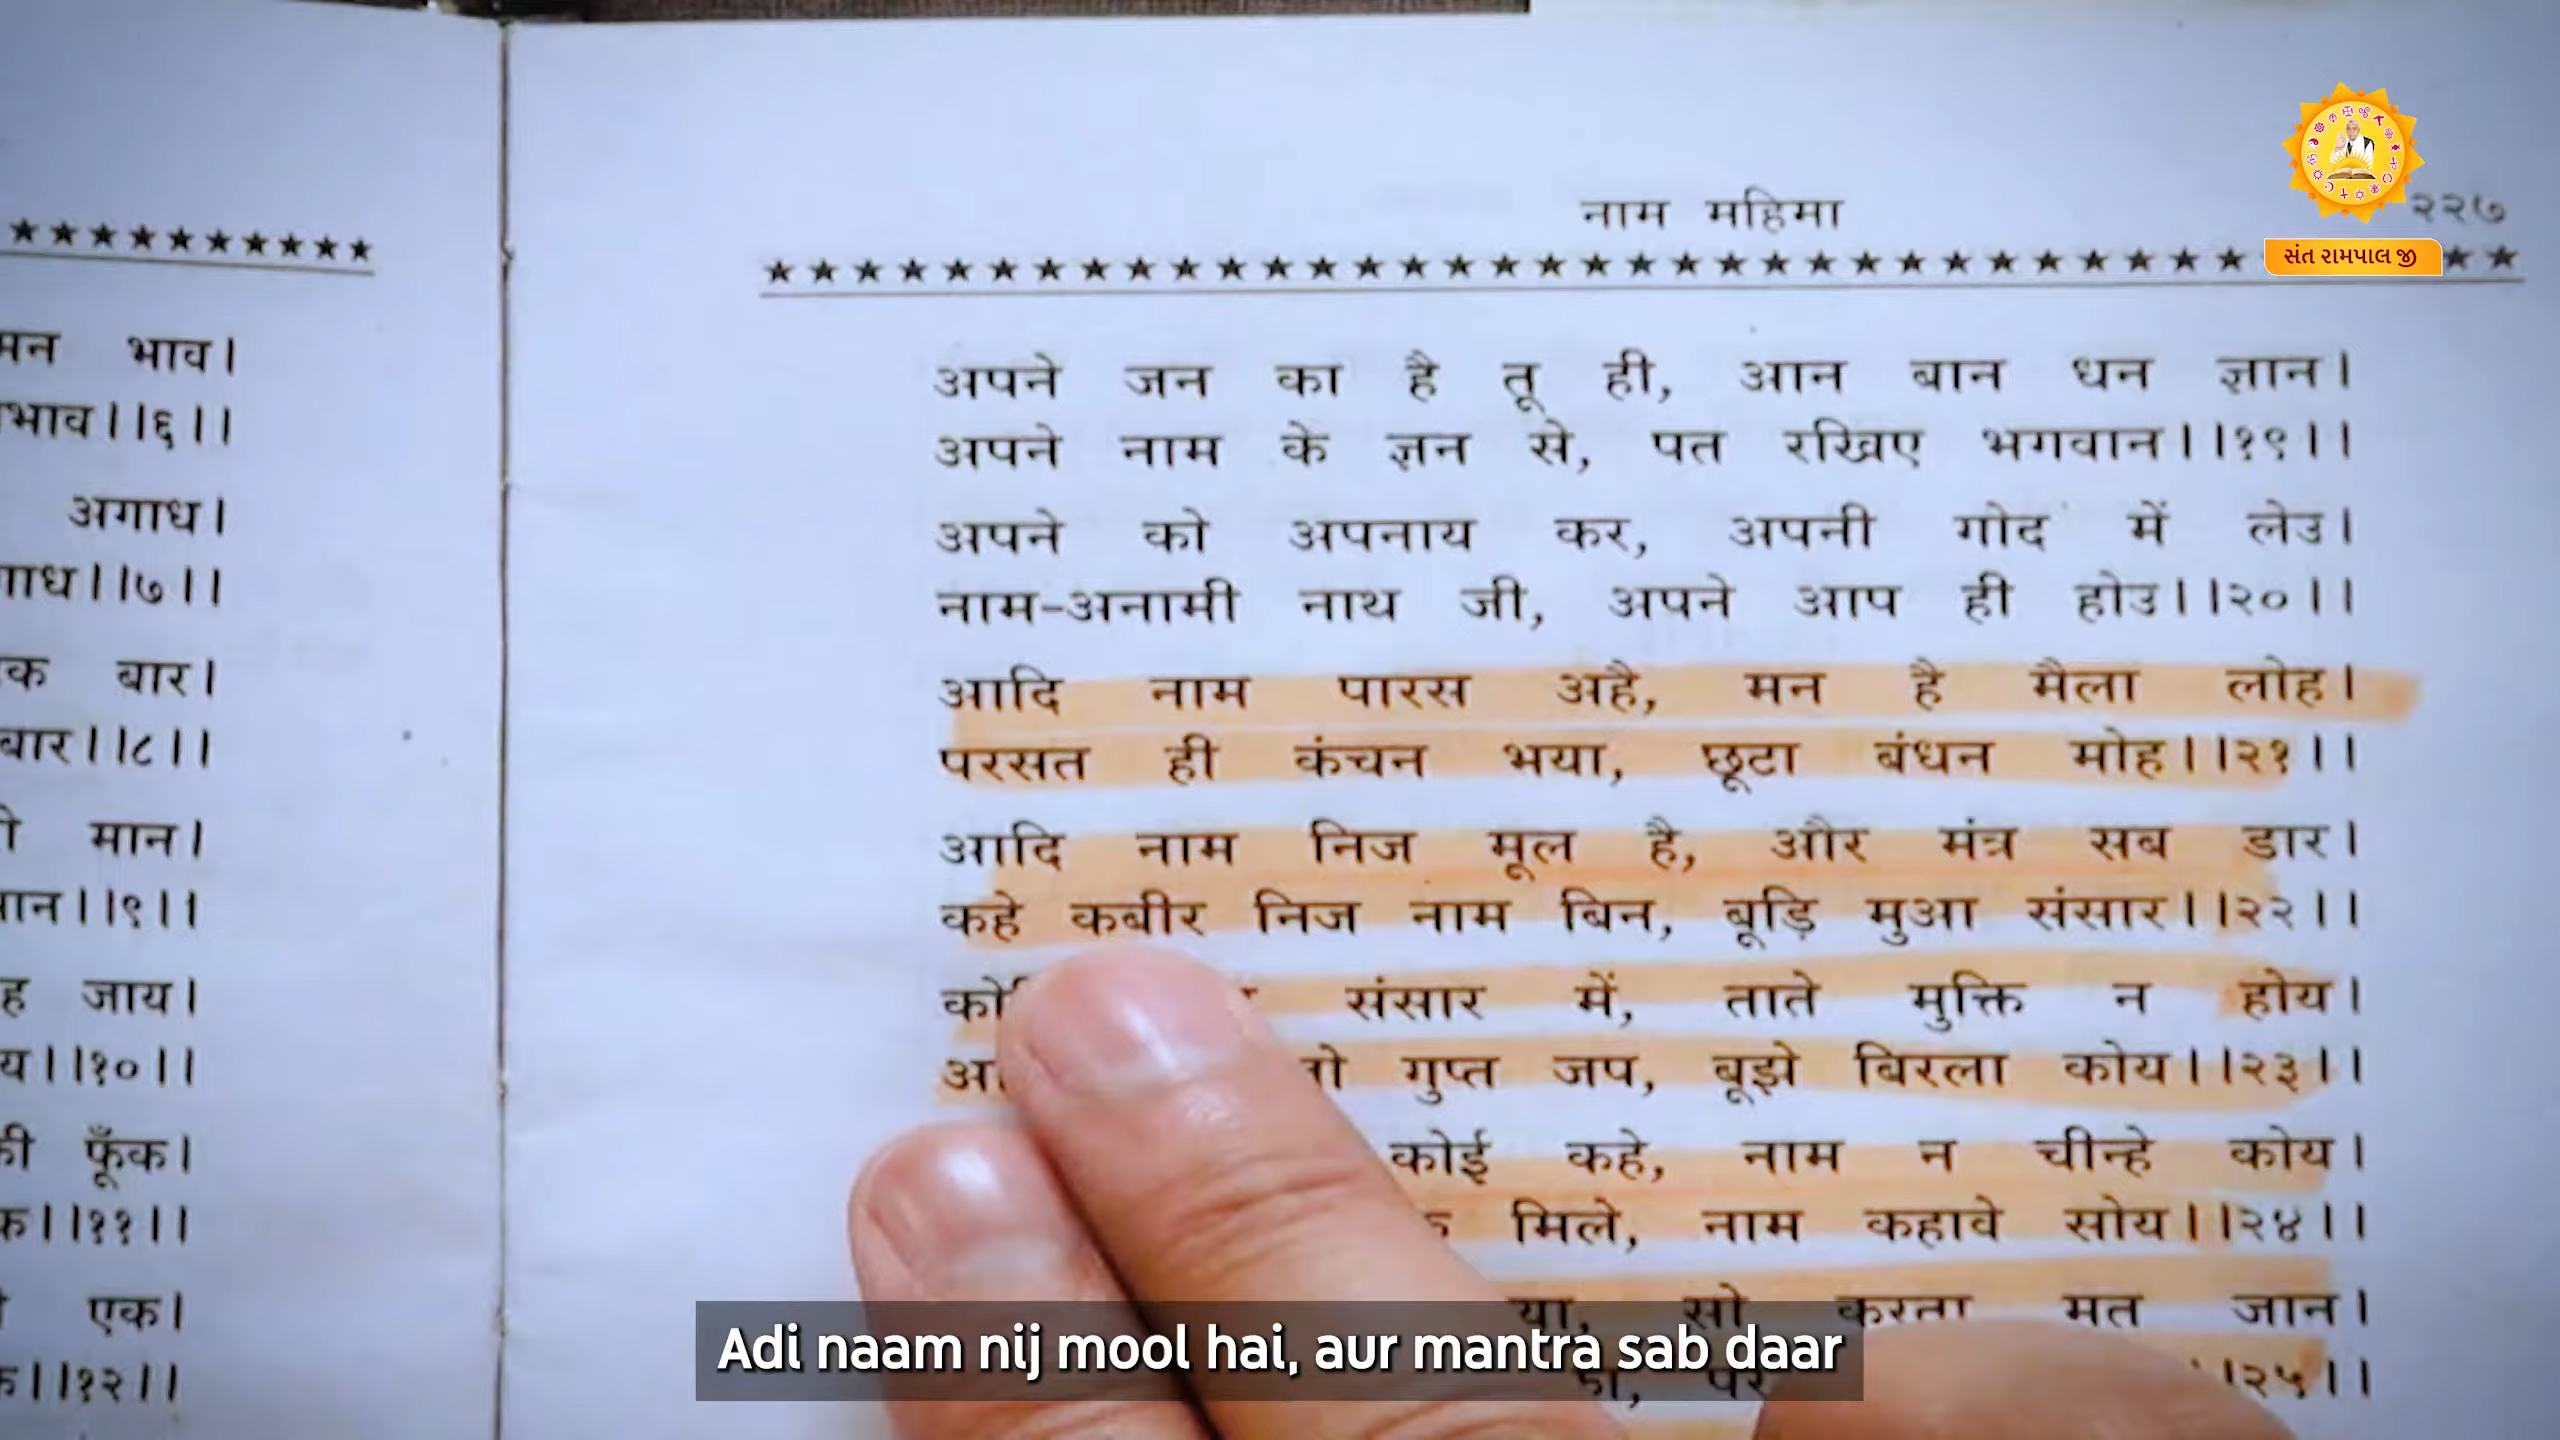 नाम महिमा
२२७
સંત રામપાલ જી
भाव।
।।६।।
अगाध।
।।७।।
बार।
।।८।।
मान।
।।९।।
जाय।
।।१०।।
फूँक।
।।११।।
एक।
।।१२।।
अपने जन का है तू ही, आन बान धन ज्ञान।
अपने नाम के ज्ञन से, पत रखिए भगवान।।१९।।
अपने को अपनाय कर, अपनी गोद में लेउ।
नाम-अनामी नाथ जी, अपने आप ही होउ।।२०।।
आदि नाम पारस अहै, मन है मैला लोह।
परसत ही कंचन भया, छूटा बंधन मोह।।२१।।
आदि नाम निज मूल है, और मंत्र सब डार।
कहे कबीर निज नाम बिन, बूड़ि मुआ संसार।।२२।।
संसार में, ताते मुक्ति न होय।
गुप्त जप, बूझे बिरला कोय।।२३।।
कोई कहे, नाम न चीन्हे कोय।
मिले, नाम कहावे सोय।।२४।।
सो करता मत जान।
।।२५।।
Adi naam nij mool hai, aur mantra sab daar